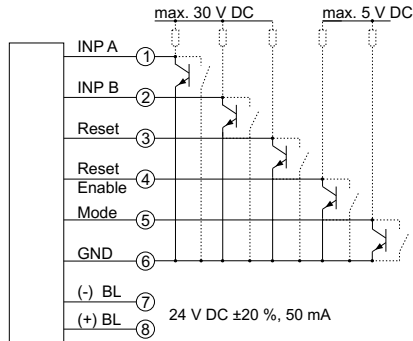 max. 30 V DC
max. 5 V DC
INP A 1
INP B 2
Reset 3
Reset
Enable 4
Mode 5
GND 6
(-) BL 7
(+) BL 8
24 V DC ±20 %, 50 mA